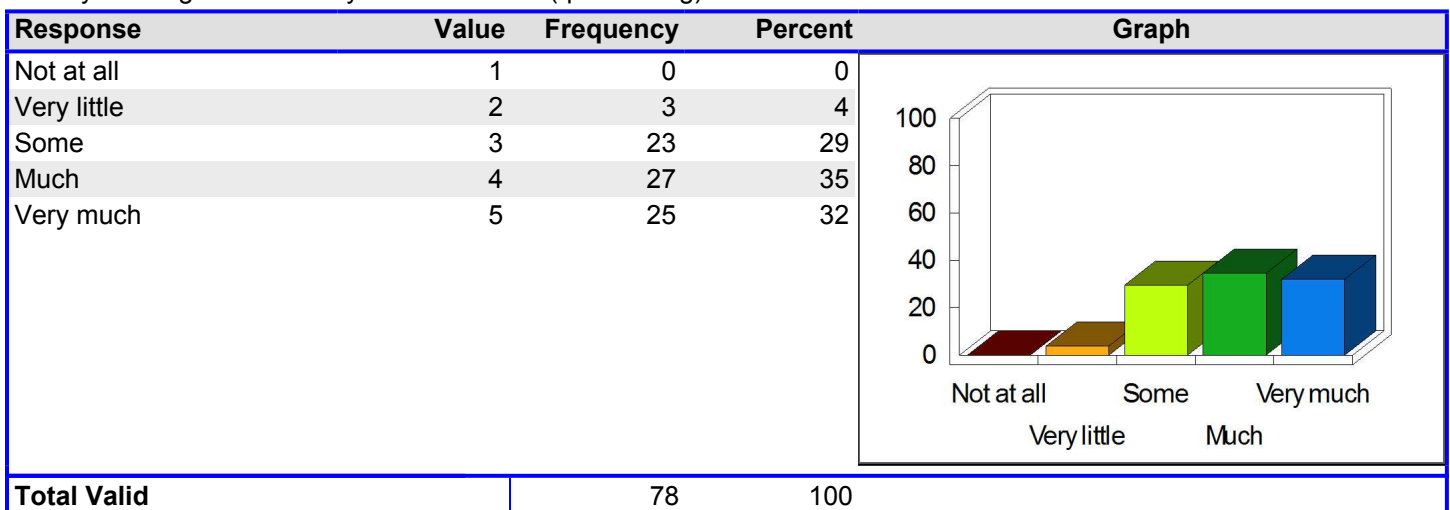 Response Value Frequency Percent Graph
Not at all 1 0 0
Very little 2 3 4
Some 3 23 29
Much 4 27 35
Very much 5 25 32
100
80
60
40
20
0
Not at all Some Very much
Very little Much
Total Valid 78 100